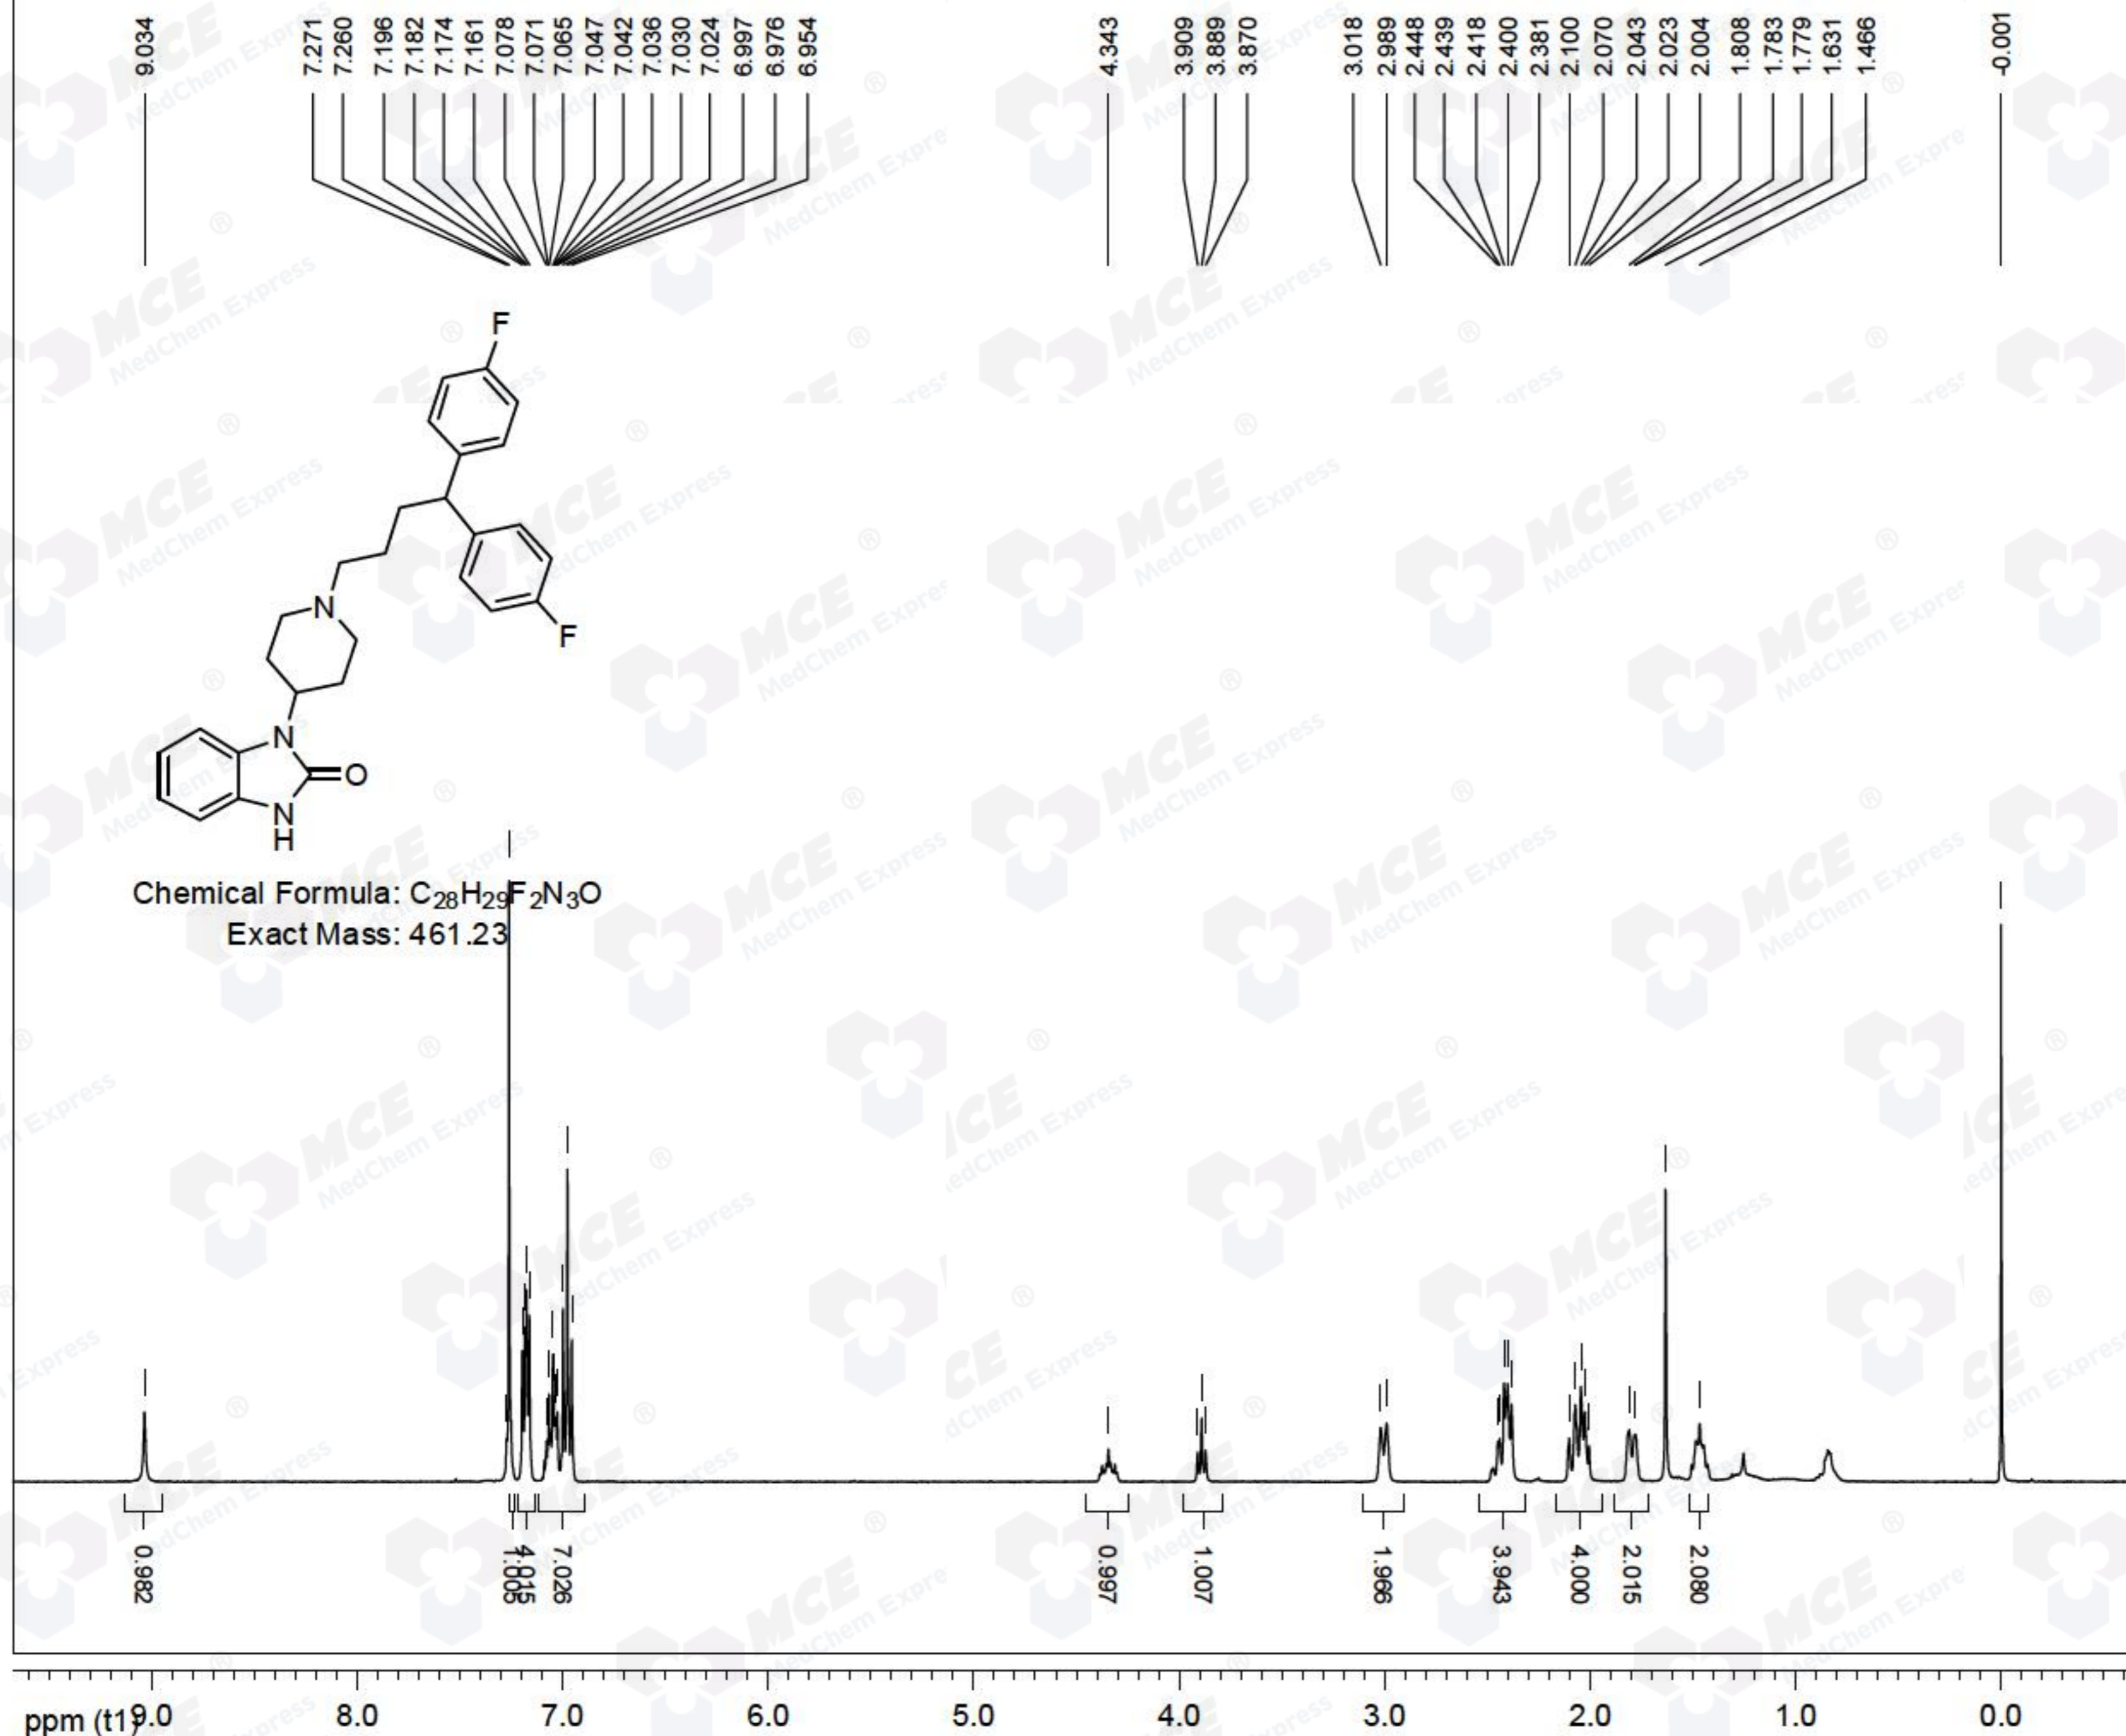 9.034 7.271 7.260 7.196 7.182 7.174 7.161 7.078 7.071 7.065 7.047 7.042 7.036 7.030 7.024 6.997 6.976 6.954 4.343 3.909 3.889 3.870 3.018 2.989 2.448 2.439 2.418 2.400 2.381 2.100 2.070 2.043 2.023 2.004 1.808 1.783 1.779 1.631 1.466 -0.001
F
N
F
N
O
N
H
Chemical Formula: C28H29F2N3O
Exact Mass: 461.23
0.982 1.005 4.015 7.026 0.997 1.007 1.966 3.943 4.000 2.015 2.080
ppm (t1) 9.0 8.0 7.0 6.0 5.0 4.0 3.0 2.0 1.0 0.0
MCE
MedChem Express
®